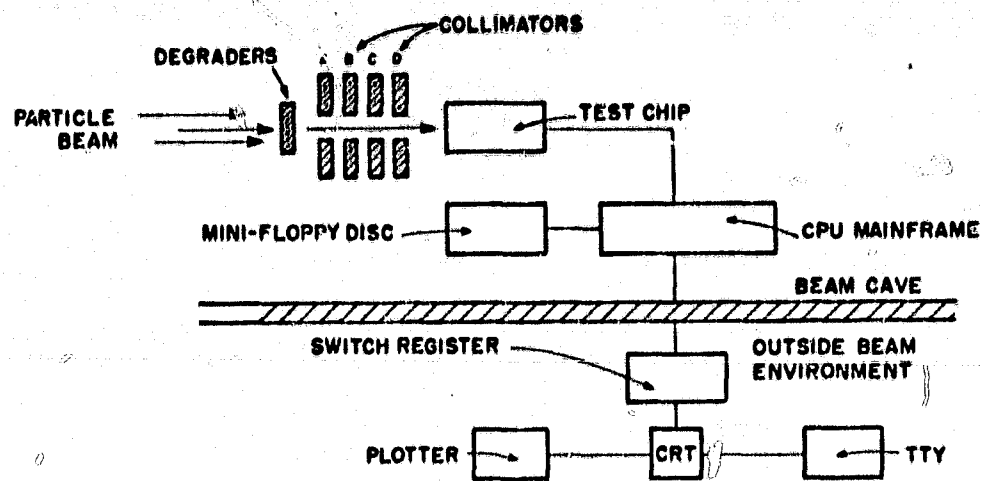 COLLIMATORS
DEGRADERS
A B C D
PARTICLE
BEAM
TEST CHIP
MINI-FLOPPY DISC
CPU MAINFRAME
BEAM CAVE
SWITCH REGISTER
OUTSIDE BEAM
ENVIRONMENT
PLOTTER
CRT
TTY